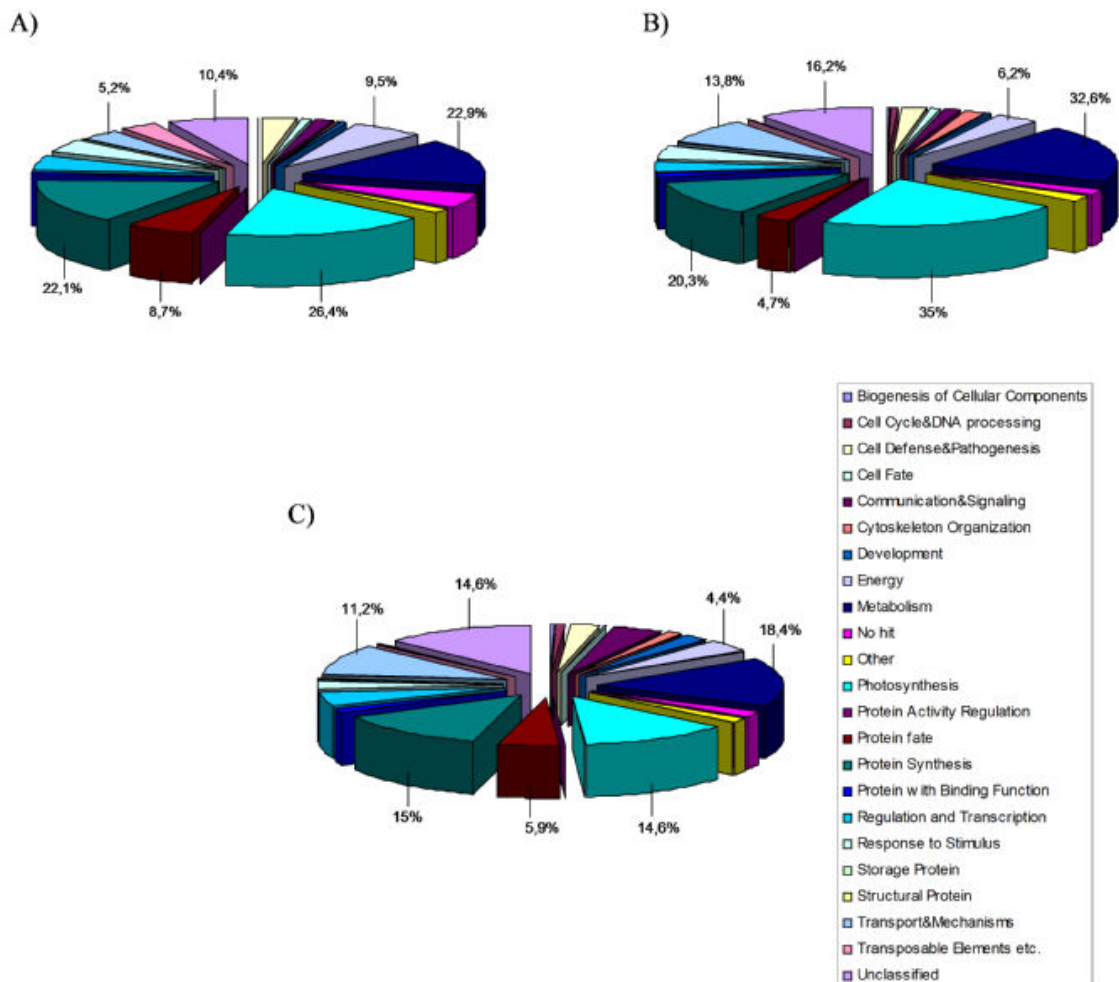 A)
B)
5,2%
10,4%
9,5%
22,9%
22,1%
8,7%
26,4%
13,8%
16,2%
6,2%
32,6%
20,3%
4,7%
35%
C)
11,2%
14,6%
4,4%
18,4%
15%
5,9%
14,6%
Biogenesis of Cellular Components
Cell Cycle&DNA processing
Cell Defense&Pathogenesis
Cell Fate
Communication&Signaling
Cytoskeleton Organization
Development
Energy
Metabolism
No hit
Other
Photosynthesis
Protein Activity Regulation
Protein fate
Protein Synthesis
Protein with Binding Function
Regulation and Transcription
Response to Stimulus
Storage Protein
Structural Protein
Transport&Mechanisms
Transposable Elements etc.
Unclassified